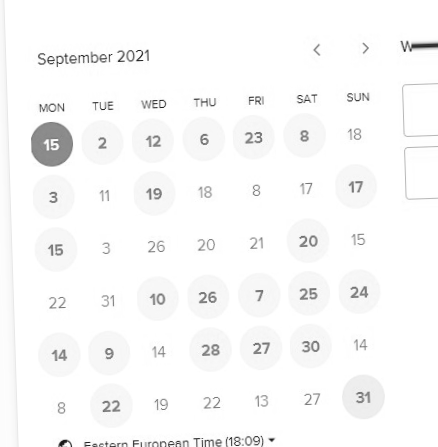 September 2021 < >
MON TUE WED THU FRI SAT SUN
15 2 12 6 23 8 18
3 11 19 18 8 17 17
15 3 26 20 21 20 15
22 31 10 26 7 25 24
14 9 14 28 27 30 14
8 22 19 22 13 27 31
Eastern European Time (18:09)